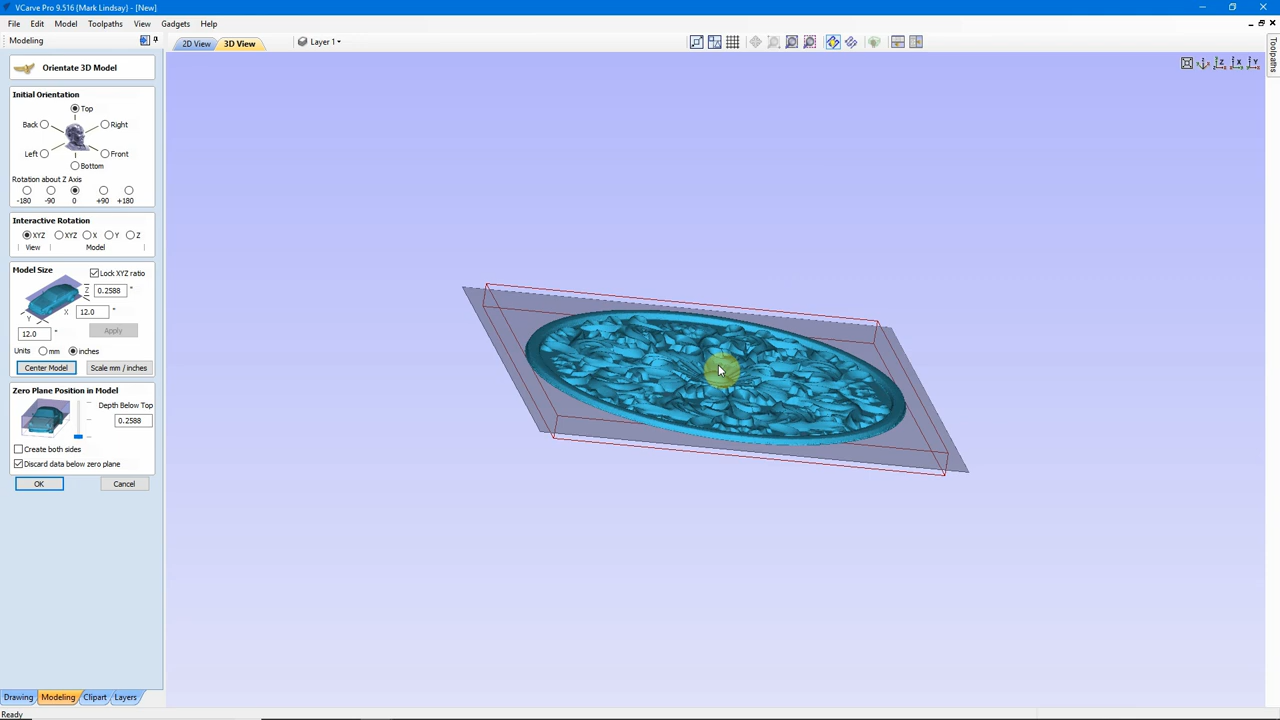 VCarve Pro 9.516 {Mark Lindsay} - [New]
File Edit Model Toolpaths View Gadgets Help
Modeling
2D View 3D View Layer 1
Toolpaths
Orientate 3D Model
Initial Orientation
Top
Back Right
Left Front
Bottom
Rotation about Z Axis
-180 -90 0 +90 +180
Interactive Rotation
XYZ XYZ X Y Z
View Model
Model Size
Lock XYZ ratio
Z 0.2588 "
X 12.0 "
Y
12.0 " Apply
Units mm inches
Center Model Scale mm / inches
Zero Plane Position in Model
Depth Below Top
0.2588
Create both sides
Discard data below zero plane
OK Cancel
Drawing Modeling Clipart Layers
Ready